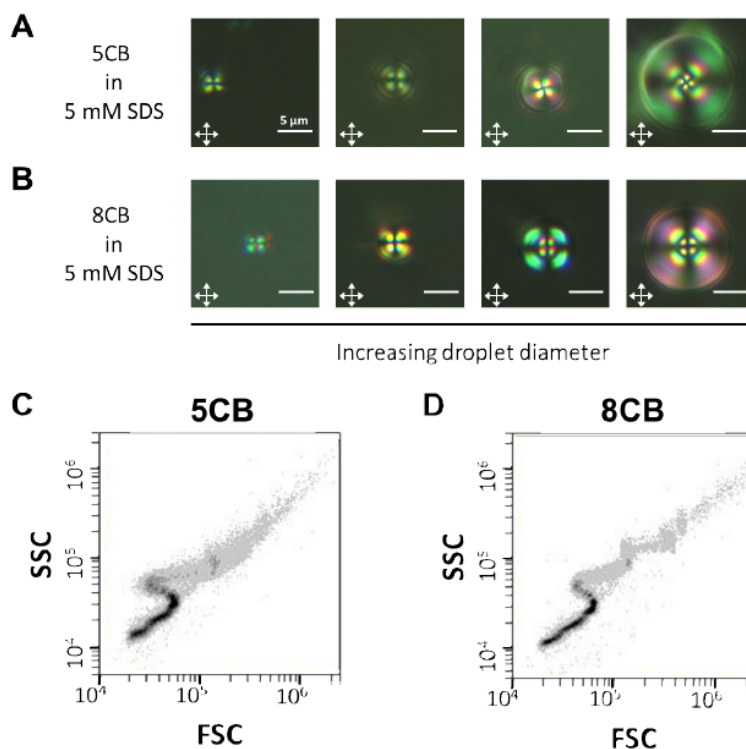 A
5CB
in
5 mM SDS
5 μm
B
8CB
in
5 mM SDS
Increasing droplet diameter
C
5CB
D
8CB
SSC
10⁶
10⁵
10⁴
10⁴
10⁵
10⁶
FSC
SSC
10⁶
10⁵
10⁴
10⁴
10⁵
10⁶
FSC